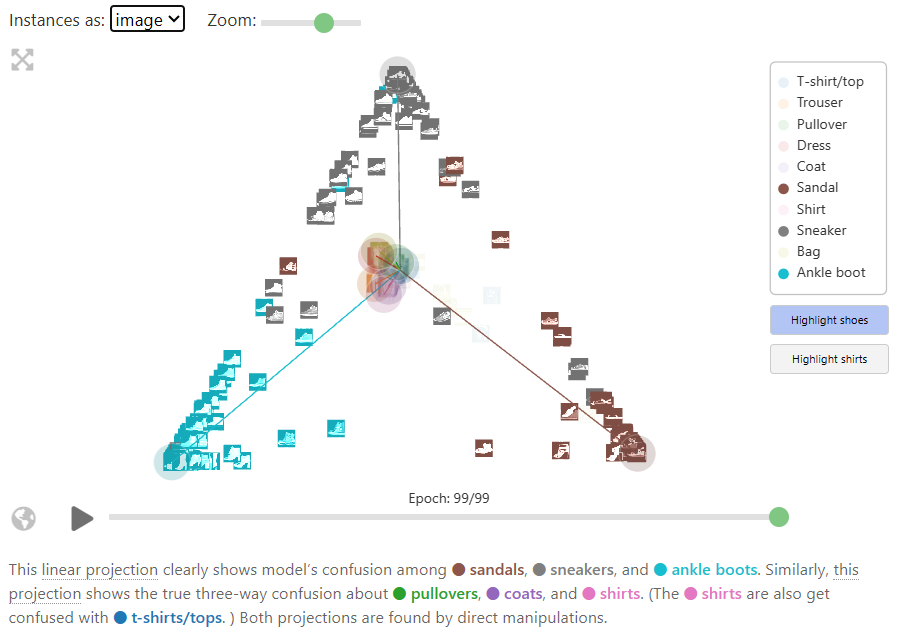 Instances as: image Zoom:
T-shirt/top
Trouser
Pullover
Dress
Coat
Sandal
Shirt
Sneaker
Bag
Ankle boot
Highlight shoes
Highlight shirts
Epoch: 99/99
This linear projection clearly shows model’s confusion among sandals, sneakers, and ankle boots. Similarly, this
projection shows the true three-way confusion about pullovers, coats, and shirts. (The shirts are also get
confused with t-shirts/tops. ) Both projections are found by direct manipulations.